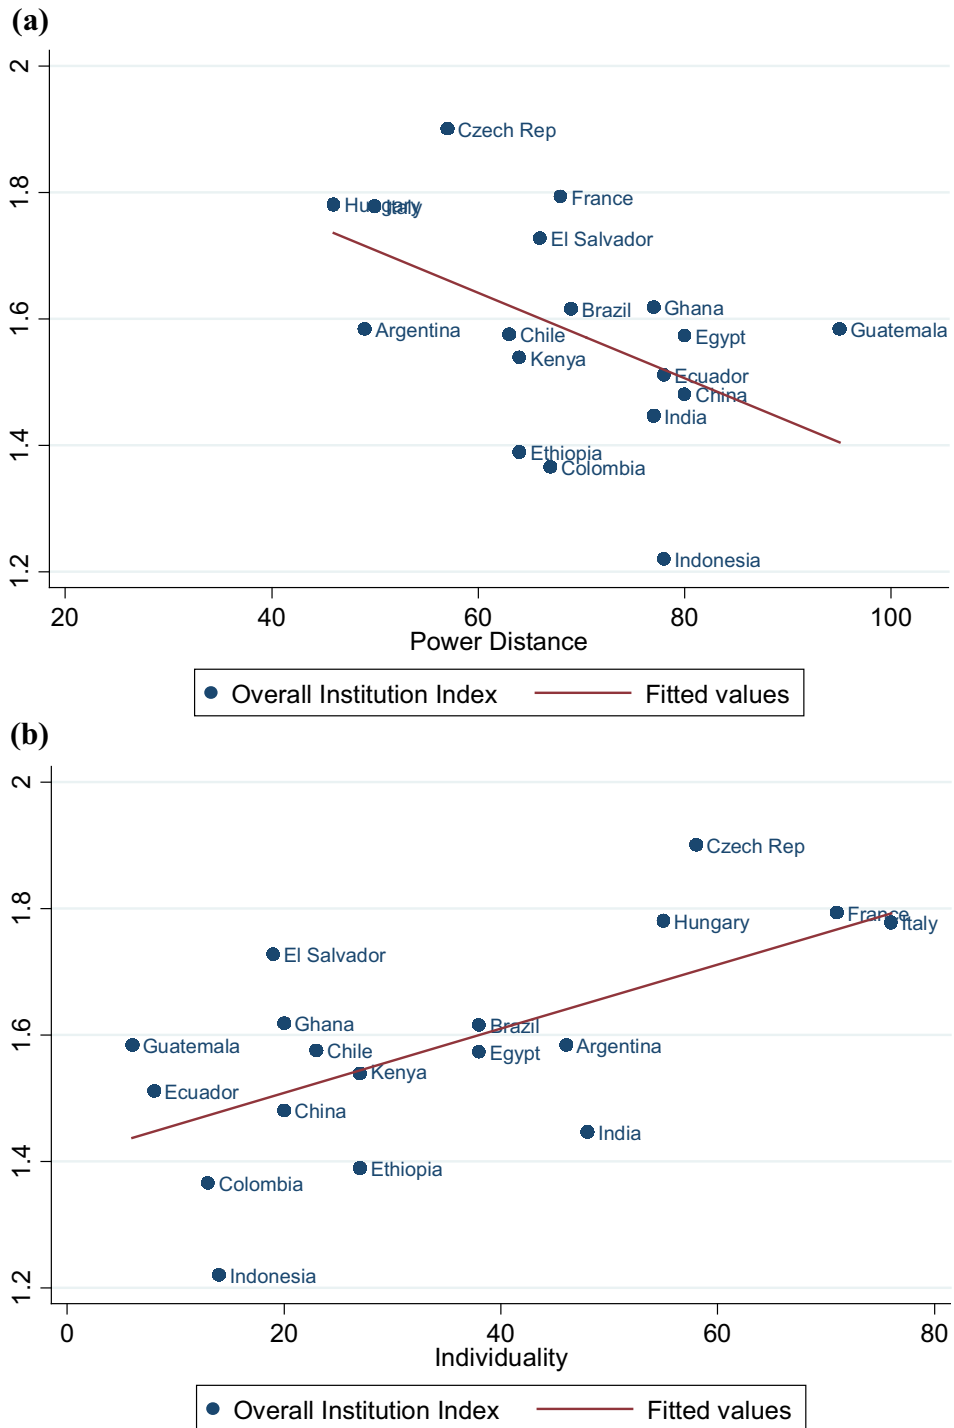 (a)
2
Czech Rep
1.8
France
Hungary
Italy
El Salvador
1.6
Brazil
Ghana
Argentina
Chile
Egypt
Guatemala
Kenya
Ecuador
China
India
1.4
Ethiopia
Colombia
Indonesia
1.2
20 40 60 80 100
Power Distance
Overall Institution Index Fitted values
(b)
2
Czech Rep
1.8
France
Hungary
Italy
El Salvador
1.6
Ghana
Brazil
Guatemala
Chile
Egypt
Argentina
Kenya
Ecuador
China
India
1.4
Ethiopia
Colombia
Indonesia
1.2
0 20 40 60 80
Individuality
Overall Institution Index Fitted values